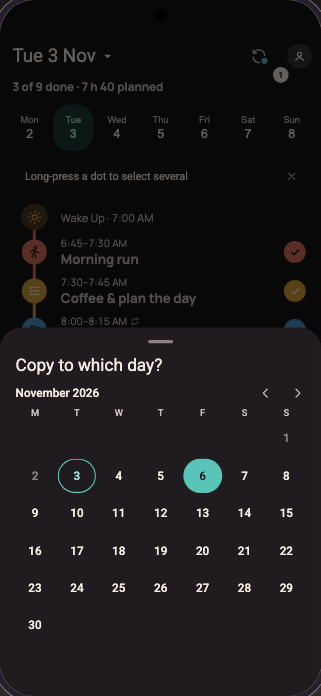 Tue 3 Nov
3 of 9 done · 7 h 40 planned
1
Mon Tue Wed Thu Fri Sat Sun
2 3 4 5 6 7 8
Long-press a dot to select several
Wake Up · 7:00 AM
6:45–7:30 AM
Morning run
7:30–7:45 AM
Coffee & plan the day
8:00–8:15 AM
Copy to which day?
November 2026
M T W T F S S
1
2 3 4 5 6 7 8
9 10 11 12 13 14 15
16 17 18 19 20 21 22
23 24 25 26 27 28 29
30